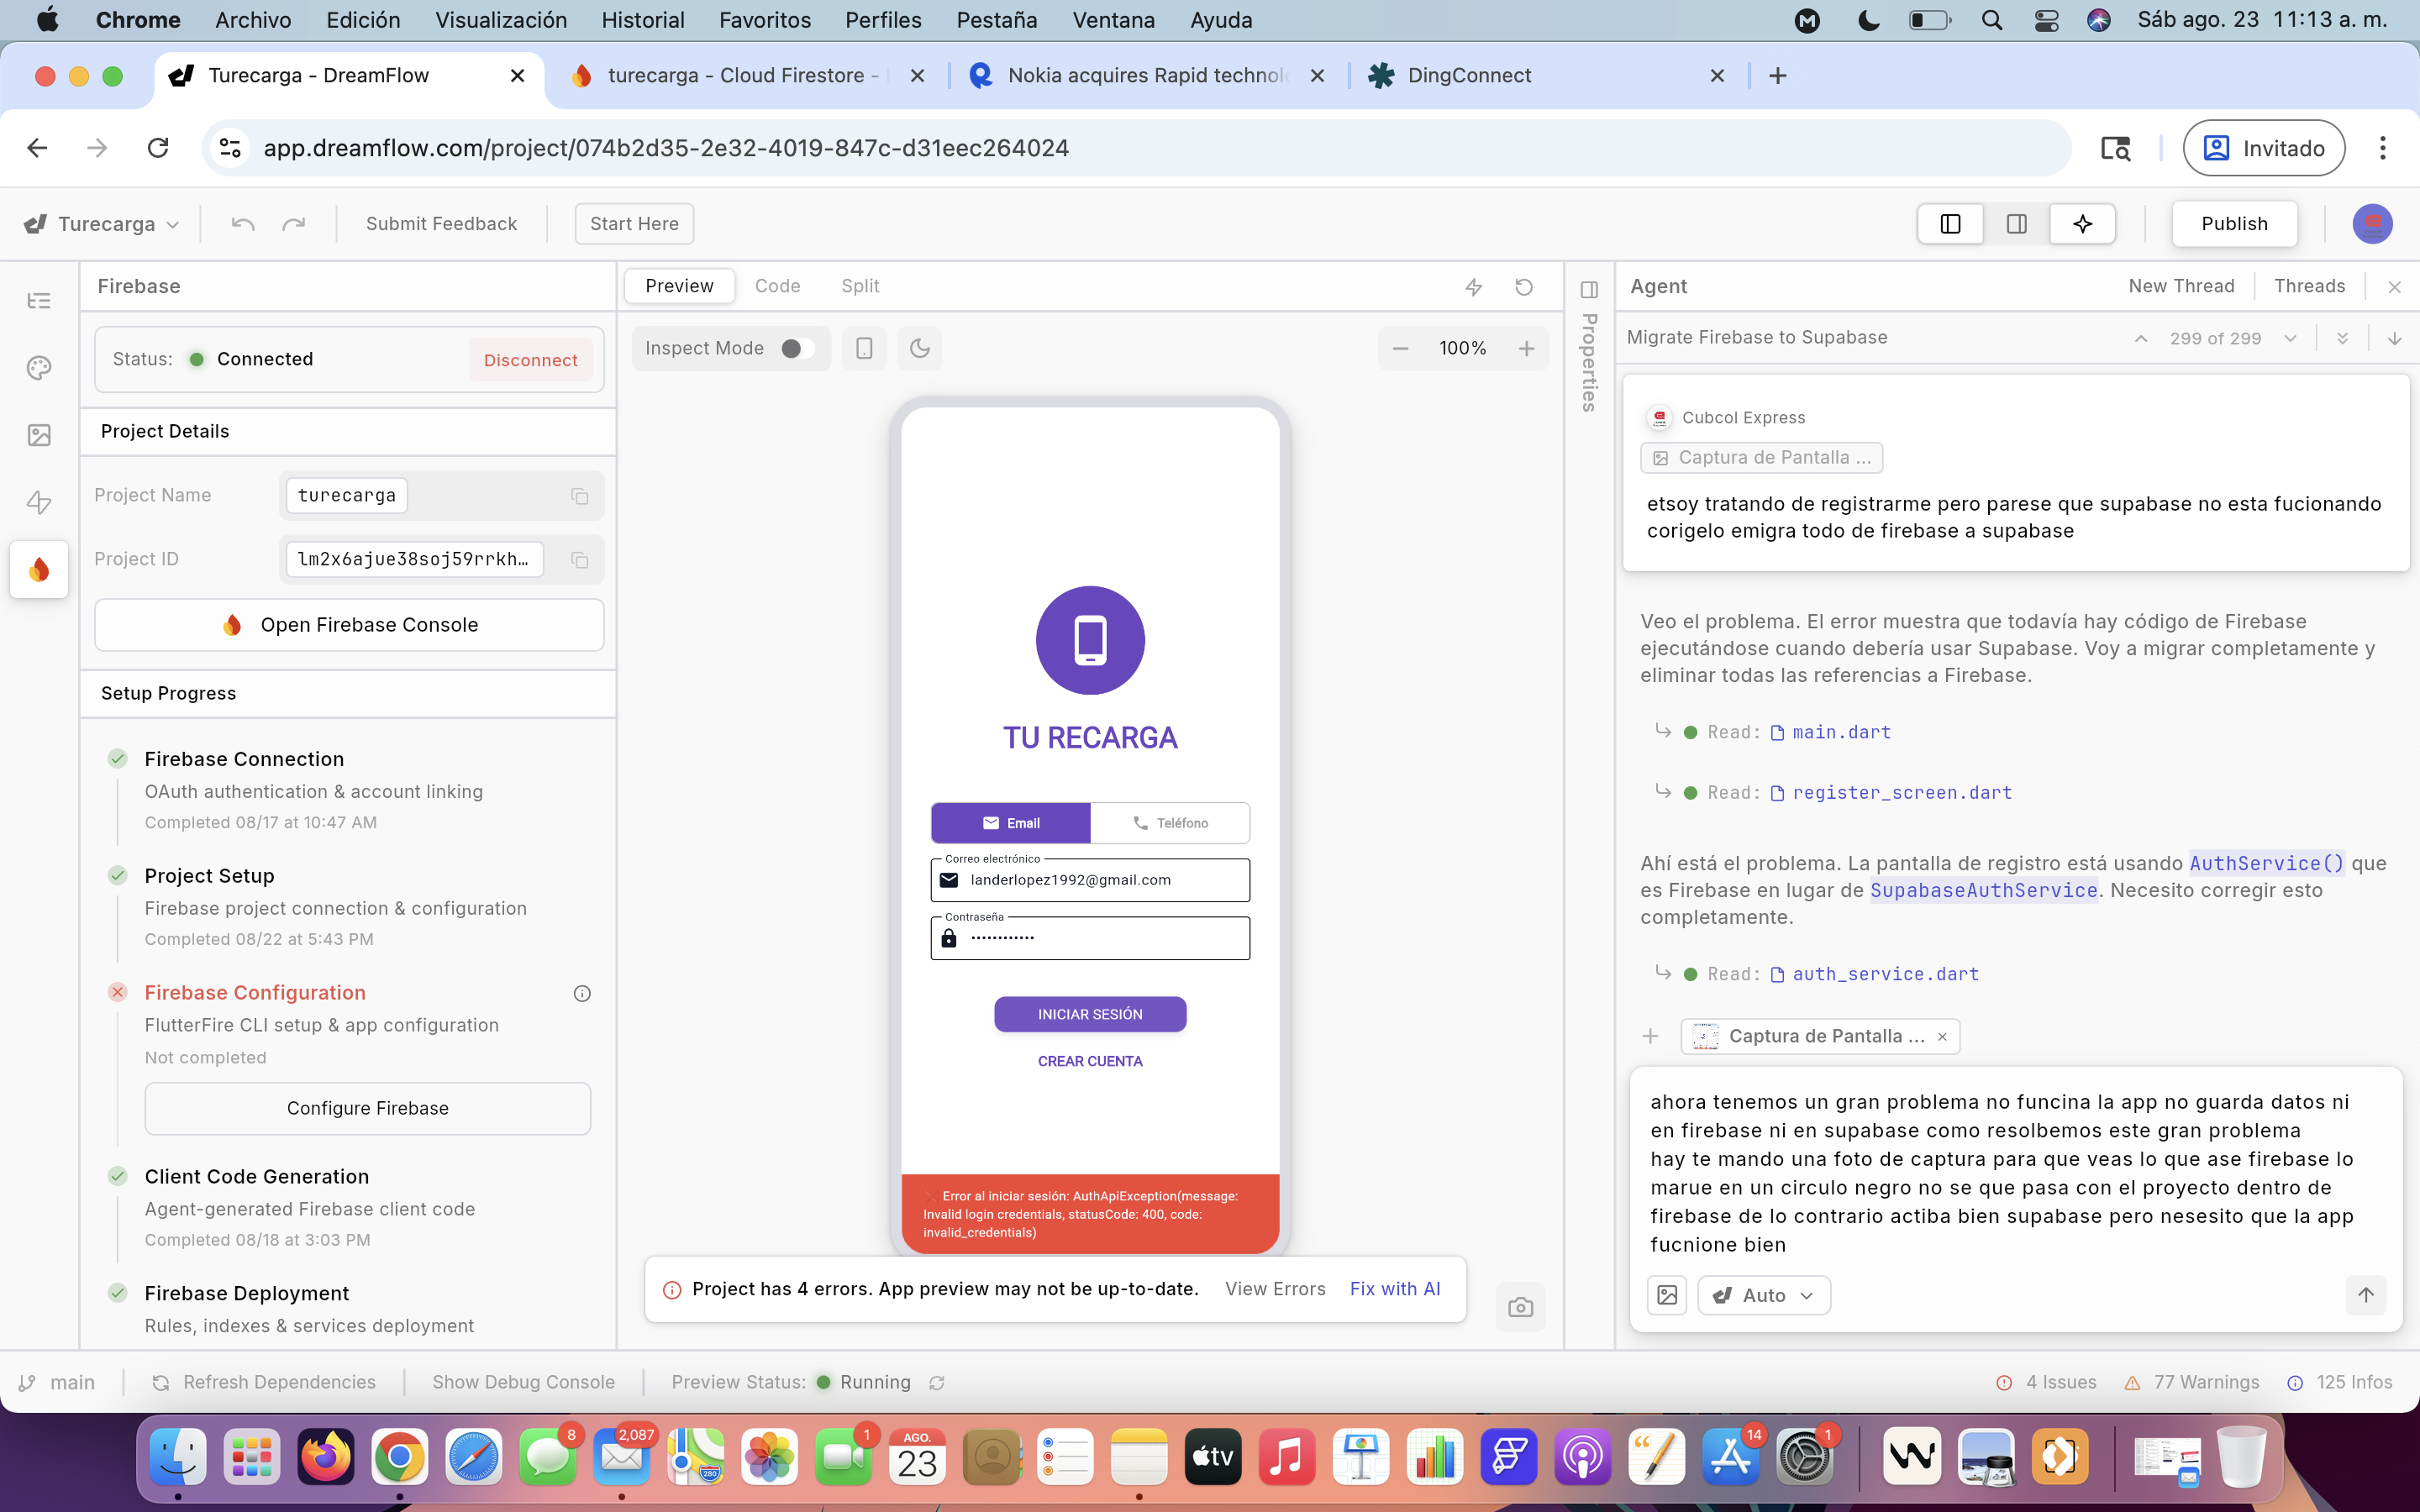 Chrome Archivo Edición Visualización Historial Favoritos Perfiles Pestaña Ventana Ayuda Sáb ago. 23 11:13 a. m.
Turecarga - DreamFlow turecarga - Cloud Firestore - Nokia acquires Rapid technol DingConnect
app.dreamflow.com/project/074b2d35-2e32-4019-847c-d31eec264024 Invitado
Turecarga Submit Feedback Start Here Publish
Firebase
Status: Connected Disconnect
Project Details
Project Name turecarga
Project ID lm2x6ajue38soj59rrkh…
Open Firebase Console
Setup Progress
Firebase Connection
OAuth authentication & account linking
Completed 08/17 at 10:47 AM
Project Setup
Firebase project connection & configuration
Completed 08/22 at 5:43 PM
Firebase Configuration
FlutterFire CLI setup & app configuration
Not completed
Configure Firebase
Client Code Generation
Agent-generated Firebase client code
Completed 08/18 at 3:03 PM
Firebase Deployment
Rules, indexes & services deployment
Preview Code Split
Inspect Mode 100%
TU RECARGA
Email Teléfono
Correo electrónico
landerlopez1992@gmail.com
Contraseña
••••••••••••
INICIAR SESIÓN
CREAR CUENTA
Error al iniciar sesión: AuthApiException(message:
Invalid login credentials, statusCode: 400, code:
invalid_credentials)
Project has 4 errors. App preview may not be up-to-date. View Errors Fix with AI
Properties
Agent New Thread Threads
Migrate Firebase to Supabase 299 of 299
Cubcol Express
Captura de Pantalla ...
etsoy tratando de registrarme pero parese que supabase no esta fucionando
corigelo emigra todo de firebase a supabase
Veo el problema. El error muestra que todavía hay código de Firebase
ejecutándose cuando debería usar Supabase. Voy a migrar completamente y
eliminar todas las referencias a Firebase.
Read: main.dart
Read: register_screen.dart
Ahí está el problema. La pantalla de registro está usando AuthService() que
es Firebase en lugar de SupabaseAuthService. Necesito corregir esto
completamente.
Read: auth_service.dart
Captura de Pantalla ...
ahora tenemos un gran problema no funcina la app no guarda datos ni
en firebase ni en supabase como resolbemos este gran problema
hay te mando una foto de captura para que veas lo que ase firebase lo
marue en un circulo negro no se que pasa con el proyecto dentro de
firebase de lo contrario actiba bien supabase pero nesesito que la app
fucnione bien
Auto
main Refresh Dependencies Show Debug Console Preview Status: Running 4 Issues 77 Warnings 125 Infos
8 2,087 280 1 AGO. 23 tv 14 1